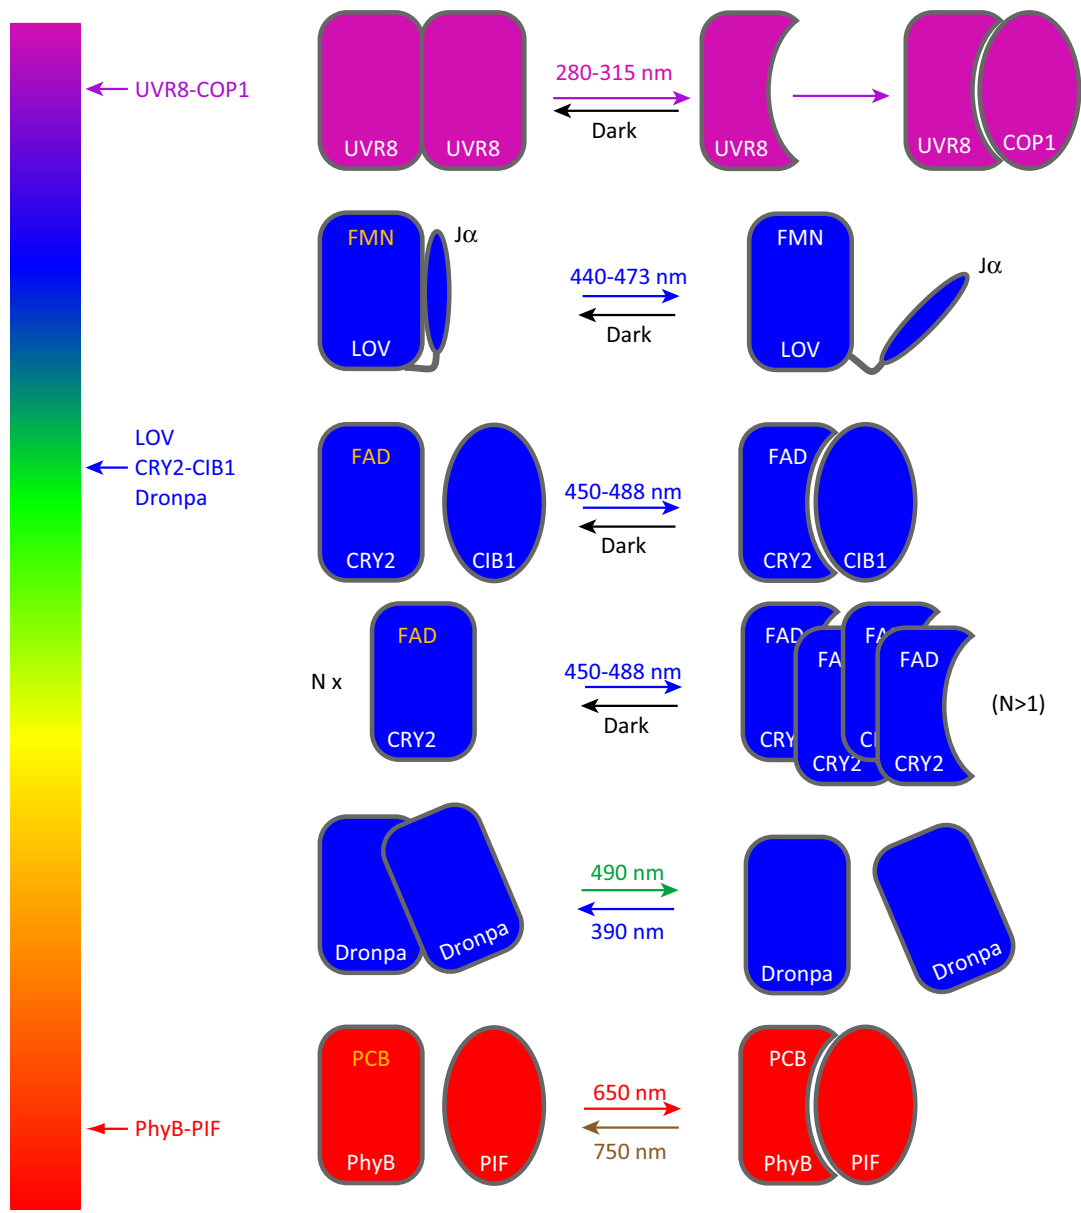 UVR8-COP1
LOV
CRY2-CIB1
Dronpa
PhyB-PIF
UVR8 UVR8
280-315 nm
Dark
UVR8
UVR8 COP1
FMN
LOV
Jα
440-473 nm
Dark
FMN
LOV
Jα
FAD
CRY2 CIB1
450-488 nm
Dark
FAD
CRY2 CIB1
N x
FAD
CRY2
450-488 nm
Dark
FAD
CRY
FA
CRY2
FA
C
FAD
CRY2
(N>1)
Dronpa Dronpa
490 nm
390 nm
Dronpa Dronpa
PCB
PhyB PIF
650 nm
750 nm
PCB
PhyB PIF